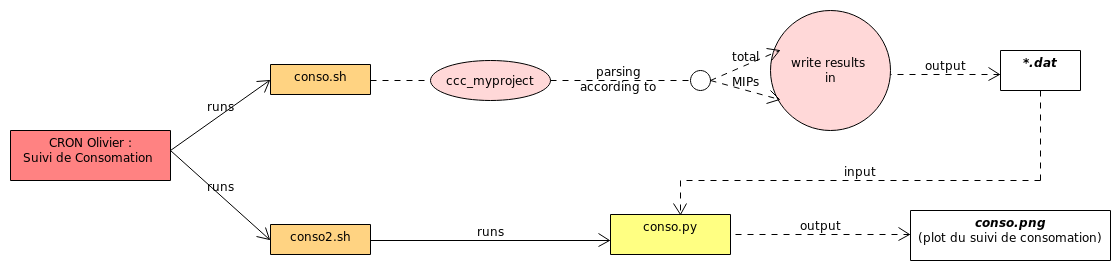 conso.sh
ccc_myproject
parsing
according to
total
MIPs
write results
in
output
*.dat
runs
CRON Olivier :
Suivi de Consomation
runs
input
conso2.sh
runs
conso.py
output
conso.png
(plot du suivi de consomation)